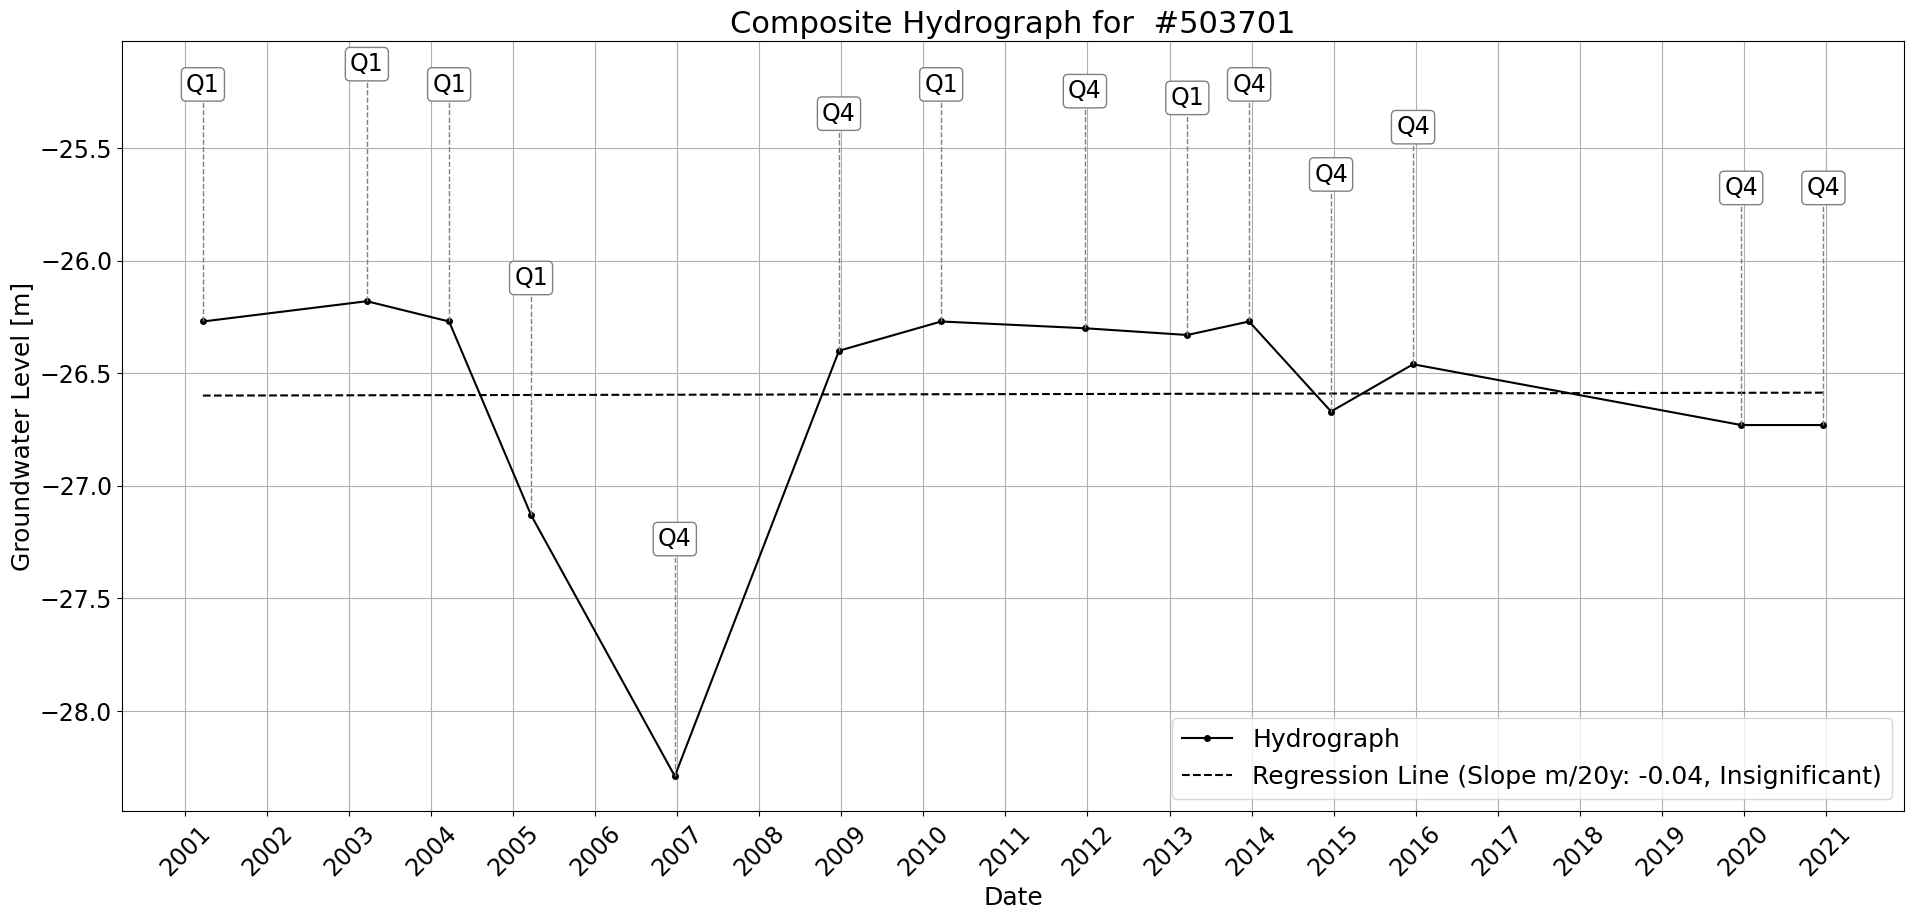 Composite Hydrograph for  #503701
Q1
Q1
Q1
Q1
Q4
Q4
Q1
Q4
Q1
Q4
Q4
Q4
Q4
Q4
Groundwater Level [m]
−25.5
−26.0
−26.5
−27.0
−27.5
−28.0
Hydrograph
Regression Line (Slope m/20y: -0.04, Insignificant)
2001
2002
2003
2004
2005
2006
2007
2008
2009
2010
2011
2012
2013
2014
2015
2016
2017
2018
2019
2020
2021
Date